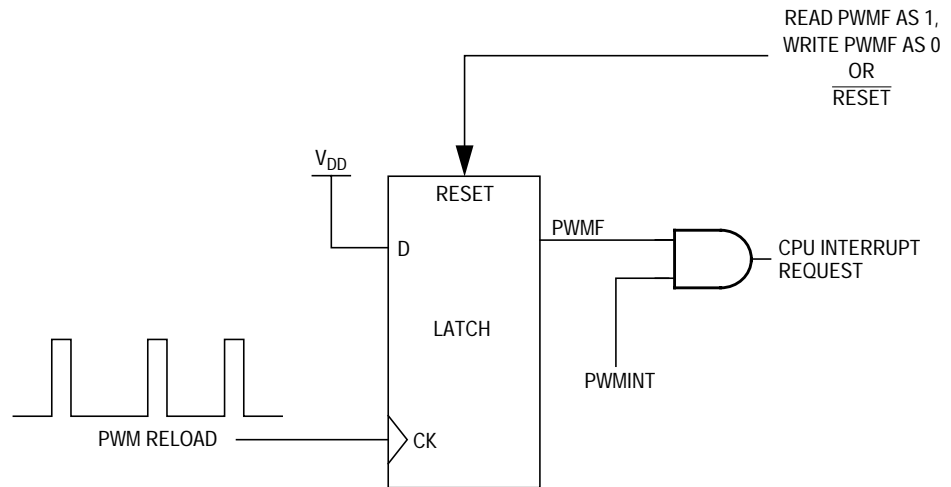 READ PWMF AS 1,
WRITE PWMF AS 0
OR
RESET
VDD
RESET
D
PWMF
CPU INTERRUPT
REQUEST
LATCH
PWMINT
PWM RELOAD
CK